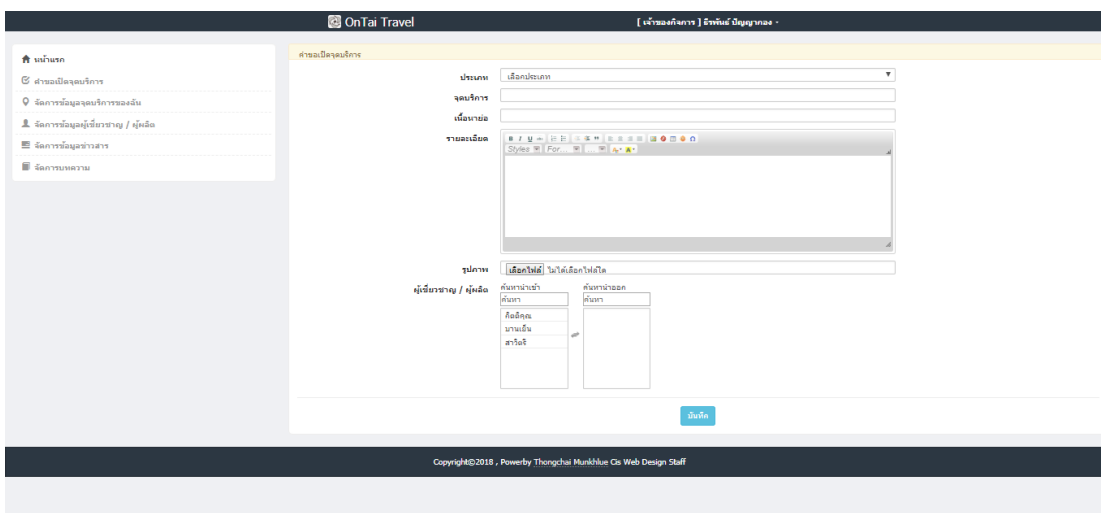 OnTai Travel
[ เจ้าของกิจการ ] ธีรพันธ์ ปัญญาทอง
หน้าแรก
คำขอเปิดจุดบริการ
จัดการข้อมูลจุดบริการของฉัน
จัดการข้อมูลผู้เชี่ยวชาญ / ผู้ผลิต
จัดการข้อมูลข่าวสาร
จัดการบทความ
คำขอเปิดจุดบริการ
ประเภท เลือกประเภท
จุดบริการ
เนื้อหาย่อ
รายละเอียด
B I U
Styles For... ...
รูปภาพ เลือกไฟล์ ไม่ได้เลือกไฟล์ใด
ผู้เชี่ยวชาญ / ผู้ผลิต ค้นหานำเข้า ค้นหานำออก
ค้นหา ค้นหา
กิตติคุณ
บานเย็น
สาวิตรี
บันทึก
Copyright©2018 , Powerby Thongchai Munkhlue Cis Web Design Staff